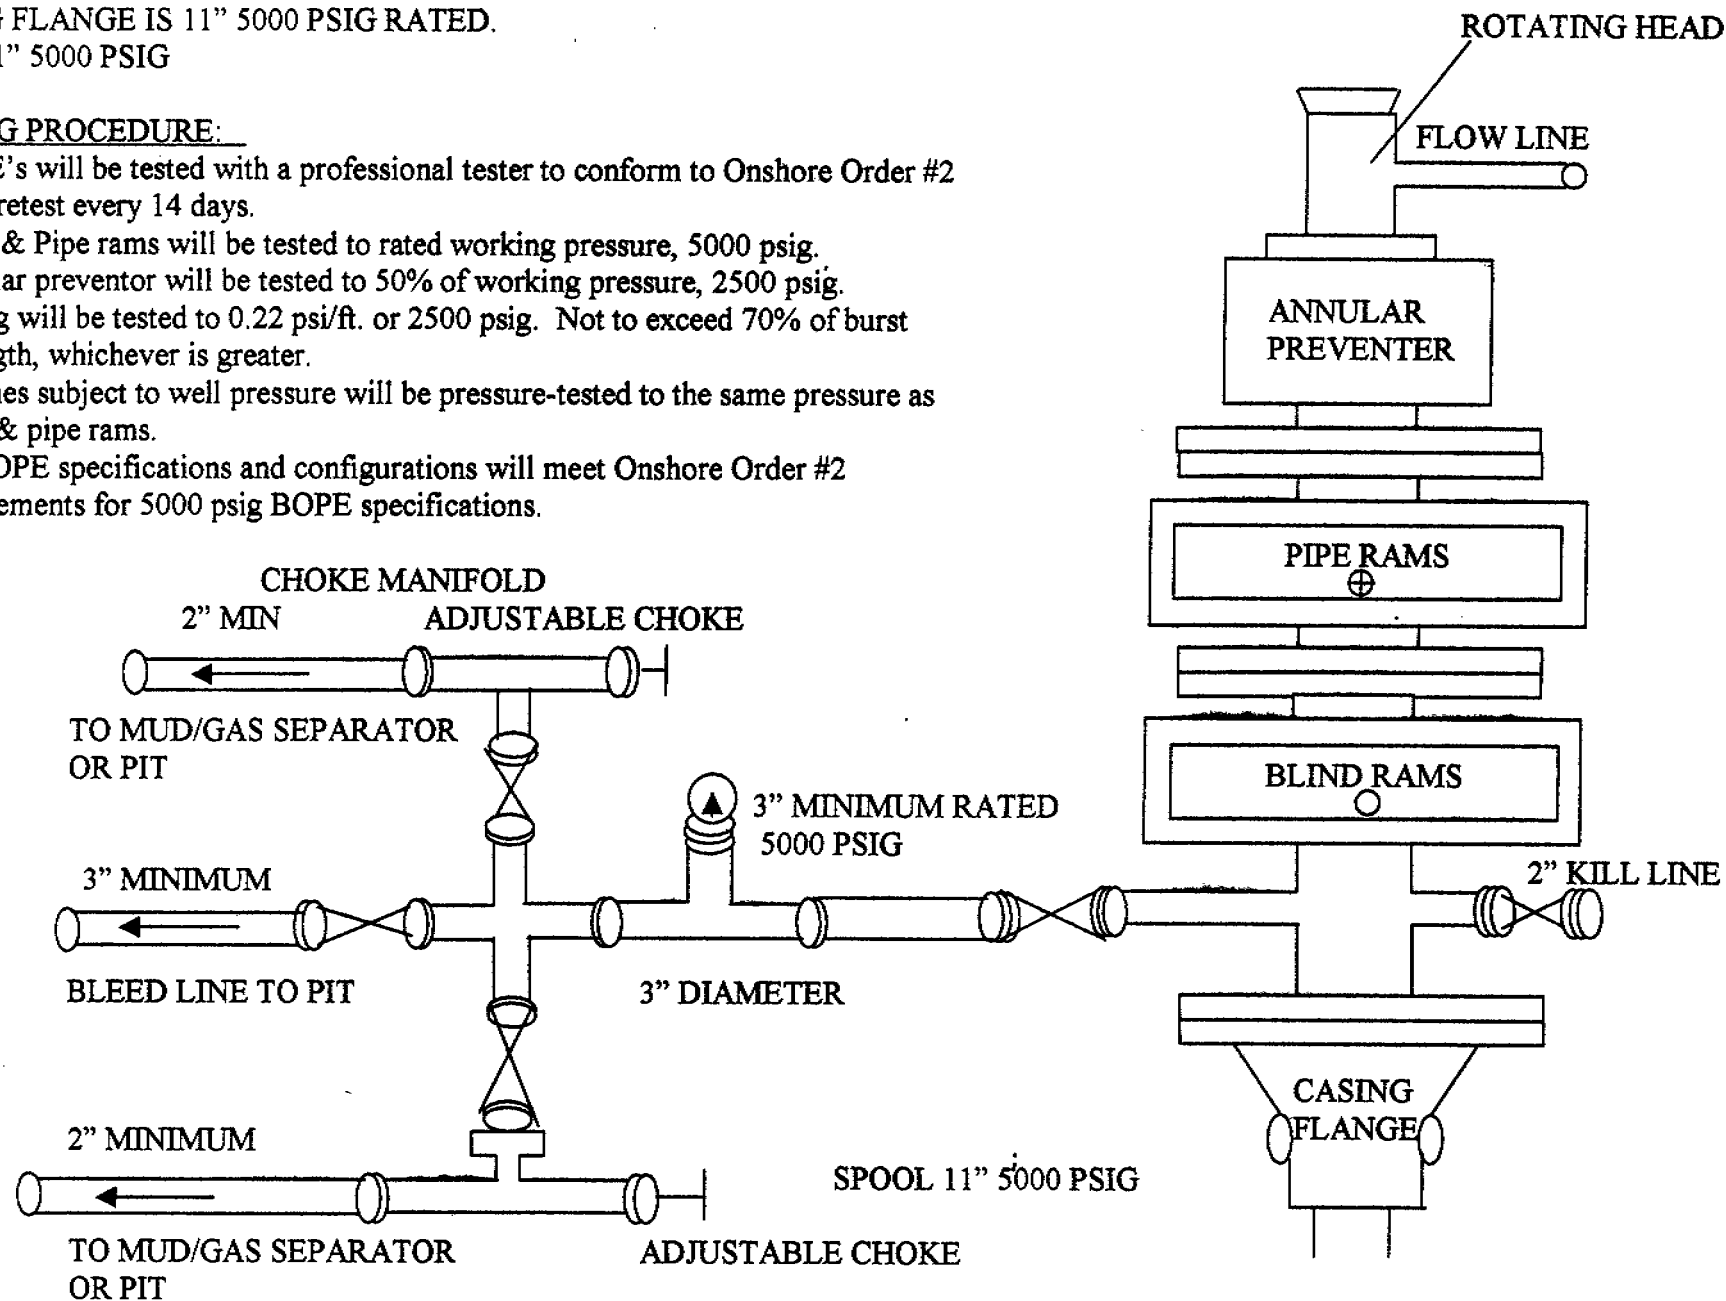 FLANGE IS 11” 5000 PSIG RATED.
” 5000 PSIG
G PROCEDURE:
E’s will be tested with a professional tester to conform to Onshore Order #2
retest every 14 days.
& Pipe rams will be tested to rated working pressure, 5000 psig.
ar preventor will be tested to 50% of working pressure, 2500 psig.
g will be tested to 0.22 psi/ft. or 2500 psig. Not to exceed 70% of burst
gth, whichever is greater.
es subject to well pressure will be pressure-tested to the same pressure as
& pipe rams.
OPE specifications and configurations will meet Onshore Order #2
ements for 5000 psig BOPE specifications.
ROTATING HEAD
FLOW LINE
ANNULAR
PREVENTER
PIPE RAMS
BLIND RAMS
2” KILL LINE
CASING
FLANGE
CHOKE MANIFOLD
2” MIN
ADJUSTABLE CHOKE
TO MUD/GAS SEPARATOR
OR PIT
3” MINIMUM RATED
5000 PSIG
3” MINIMUM
BLEED LINE TO PIT
3” DIAMETER
2” MINIMUM
SPOOL 11” 5000 PSIG
TO MUD/GAS SEPARATOR
OR PIT
ADJUSTABLE CHOKE